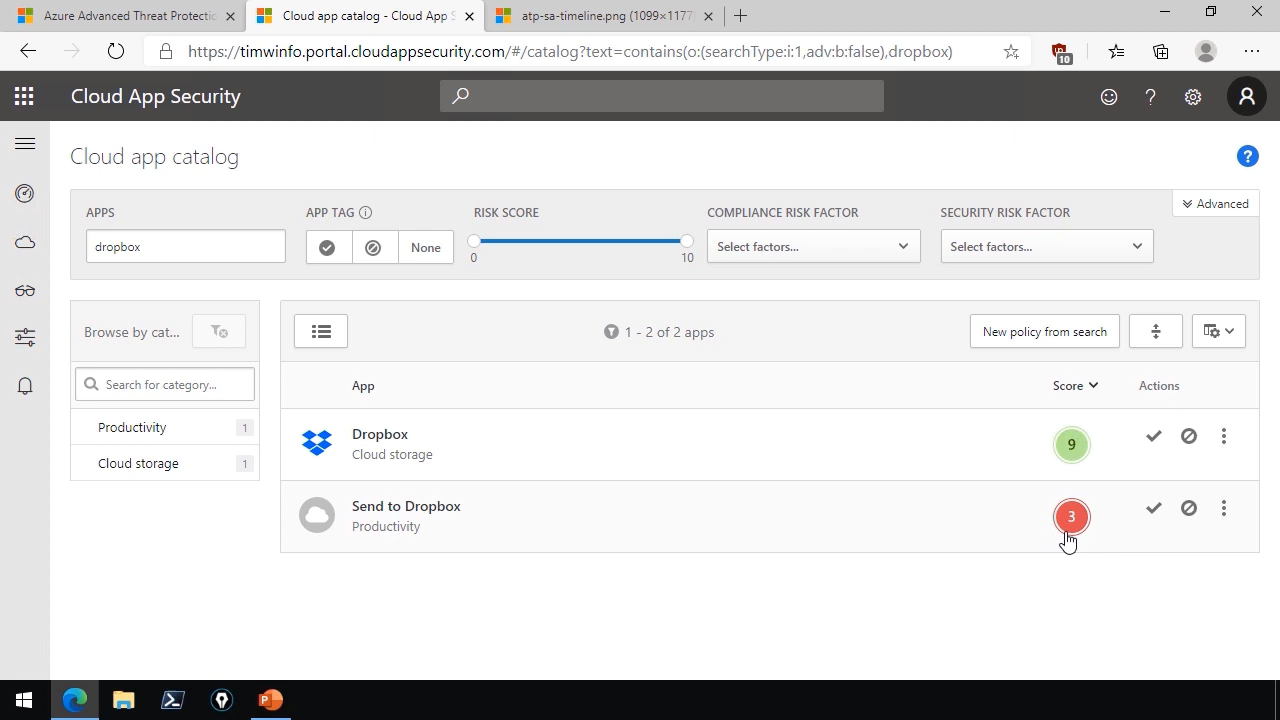 Azure Advanced Threat Protectic
Cloud app catalog - Cloud App S
atp-sa-timeline.png (1099×1177
https://timwinfo.portal.cloudappsecurity.com/#/catalog?text=contains(o:(searchType:i:1,adv:b:false),dropbox)
10
Cloud App Security
Cloud app catalog
APPS
APP TAG
RISK SCORE
COMPLIANCE RISK FACTOR
SECURITY RISK FACTOR
Advanced
dropbox
None
0
10
Select factors...
Select factors...
Browse by cat...
1 - 2 of 2 apps
New policy from search
Search for category...
App
Score
Actions
Productivity
1
Cloud storage
1
Dropbox
Cloud storage
9
Send to Dropbox
Productivity
3